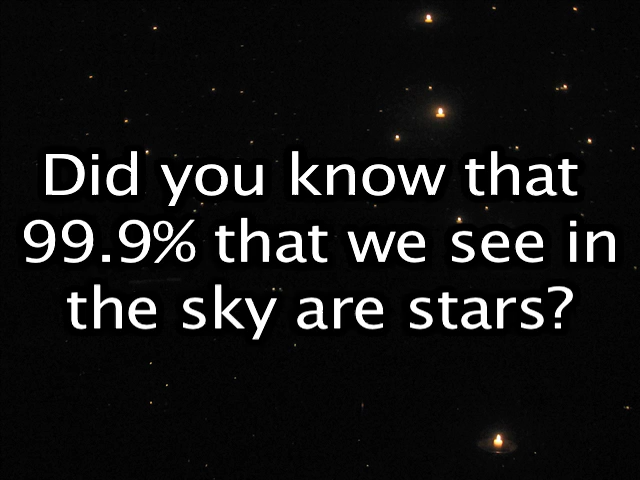 Did you know that
99.9% that we see in
the sky are stars?